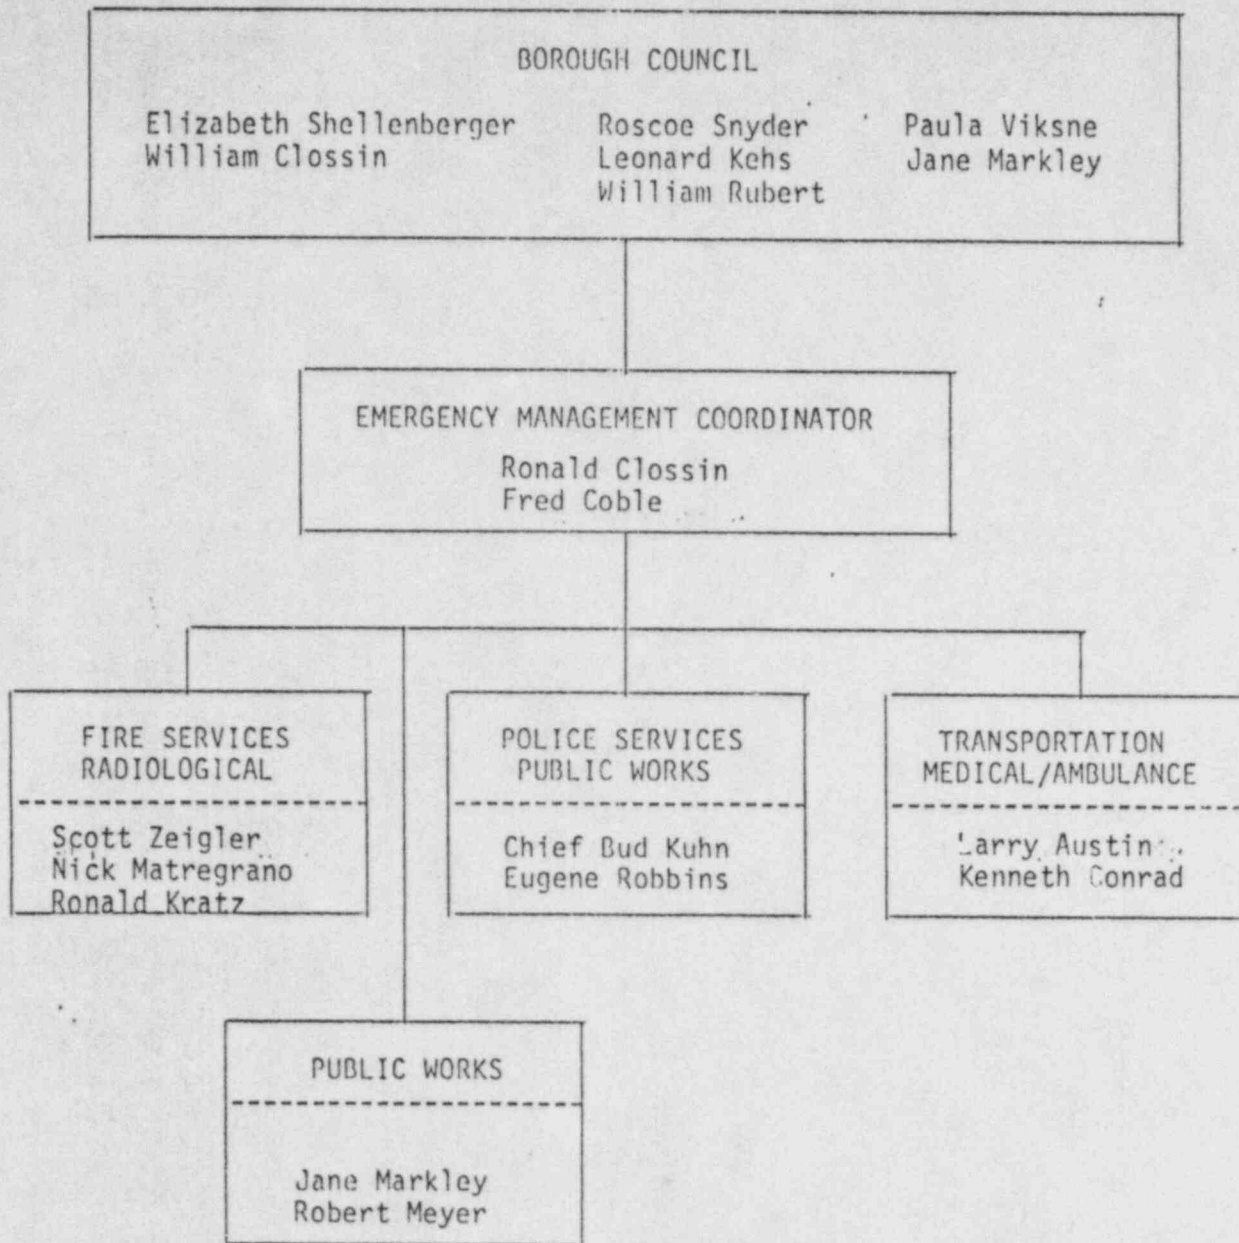 BOROUGH COUNCIL
Elizabeth Shellenberger Roscoe Snyder Paula Viksne
William Clossin Leonard Kehs Jane Markley
William Rubert
EMERGENCY MANAGEMENT COORDINATOR
Ronald Clossin
Fred Coble
FIRE SERVICES
RADIOLOGICAL
Scott Zeigler
Nick Matregrano
Ronald Kratz
POLICE SERVICES
PUBLIC WORKS
Chief Bud Kuhn
Eugene Robbins
TRANSPORTATION
MEDICAL/AMBULANCE
Larry Austin
Kenneth Conrad
PUBLIC WORKS
Jane Markley
Robert Meyer